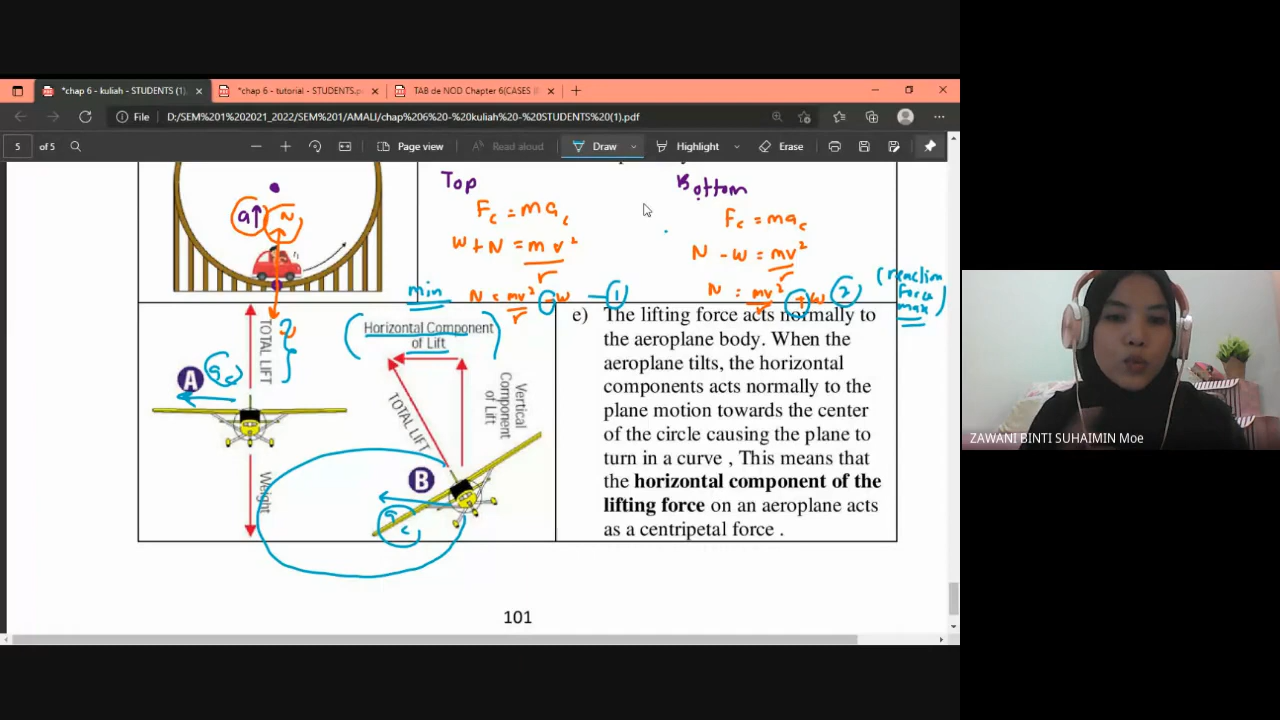 *chap 6 - kuliah - STUDENTS (1).
*chap 6 - tutorial - STUDENTS.p
TAB de NOD Chapter 6(CASES
File
D:/SEM%201%202021_2022/SEM%201/AMALI/chap%206%20-%20kuliah%20-%20STUDENTS%20(1).pdf
5
of 5
Page view
Read aloud
Draw
Highlight
Erase
Top
Fc = mac
W + N = mv²/r
min
N = mv²/r - W - 1
Bottom
Fc = mac
N - W = mv²/r
N = mv²/r + W 2
(reaction
force
max)
a↑
N
TOTAL LIFT
ac
A
Weight
Horizontal Component
of Lift
Vertical
Component
of Lift
TOTAL LIFT
B
ac
e) The lifting force acts normally to
the aeroplane body. When the
aeroplane tilts, the horizontal
components acts normally to the
plane motion towards the center
of the circle causing the plane to
turn in a curve , This means that
the horizontal component of the
lifting force on an aeroplane acts
as a centripetal force .
101
ZAWANI BINTI SUHAIMIN Moe